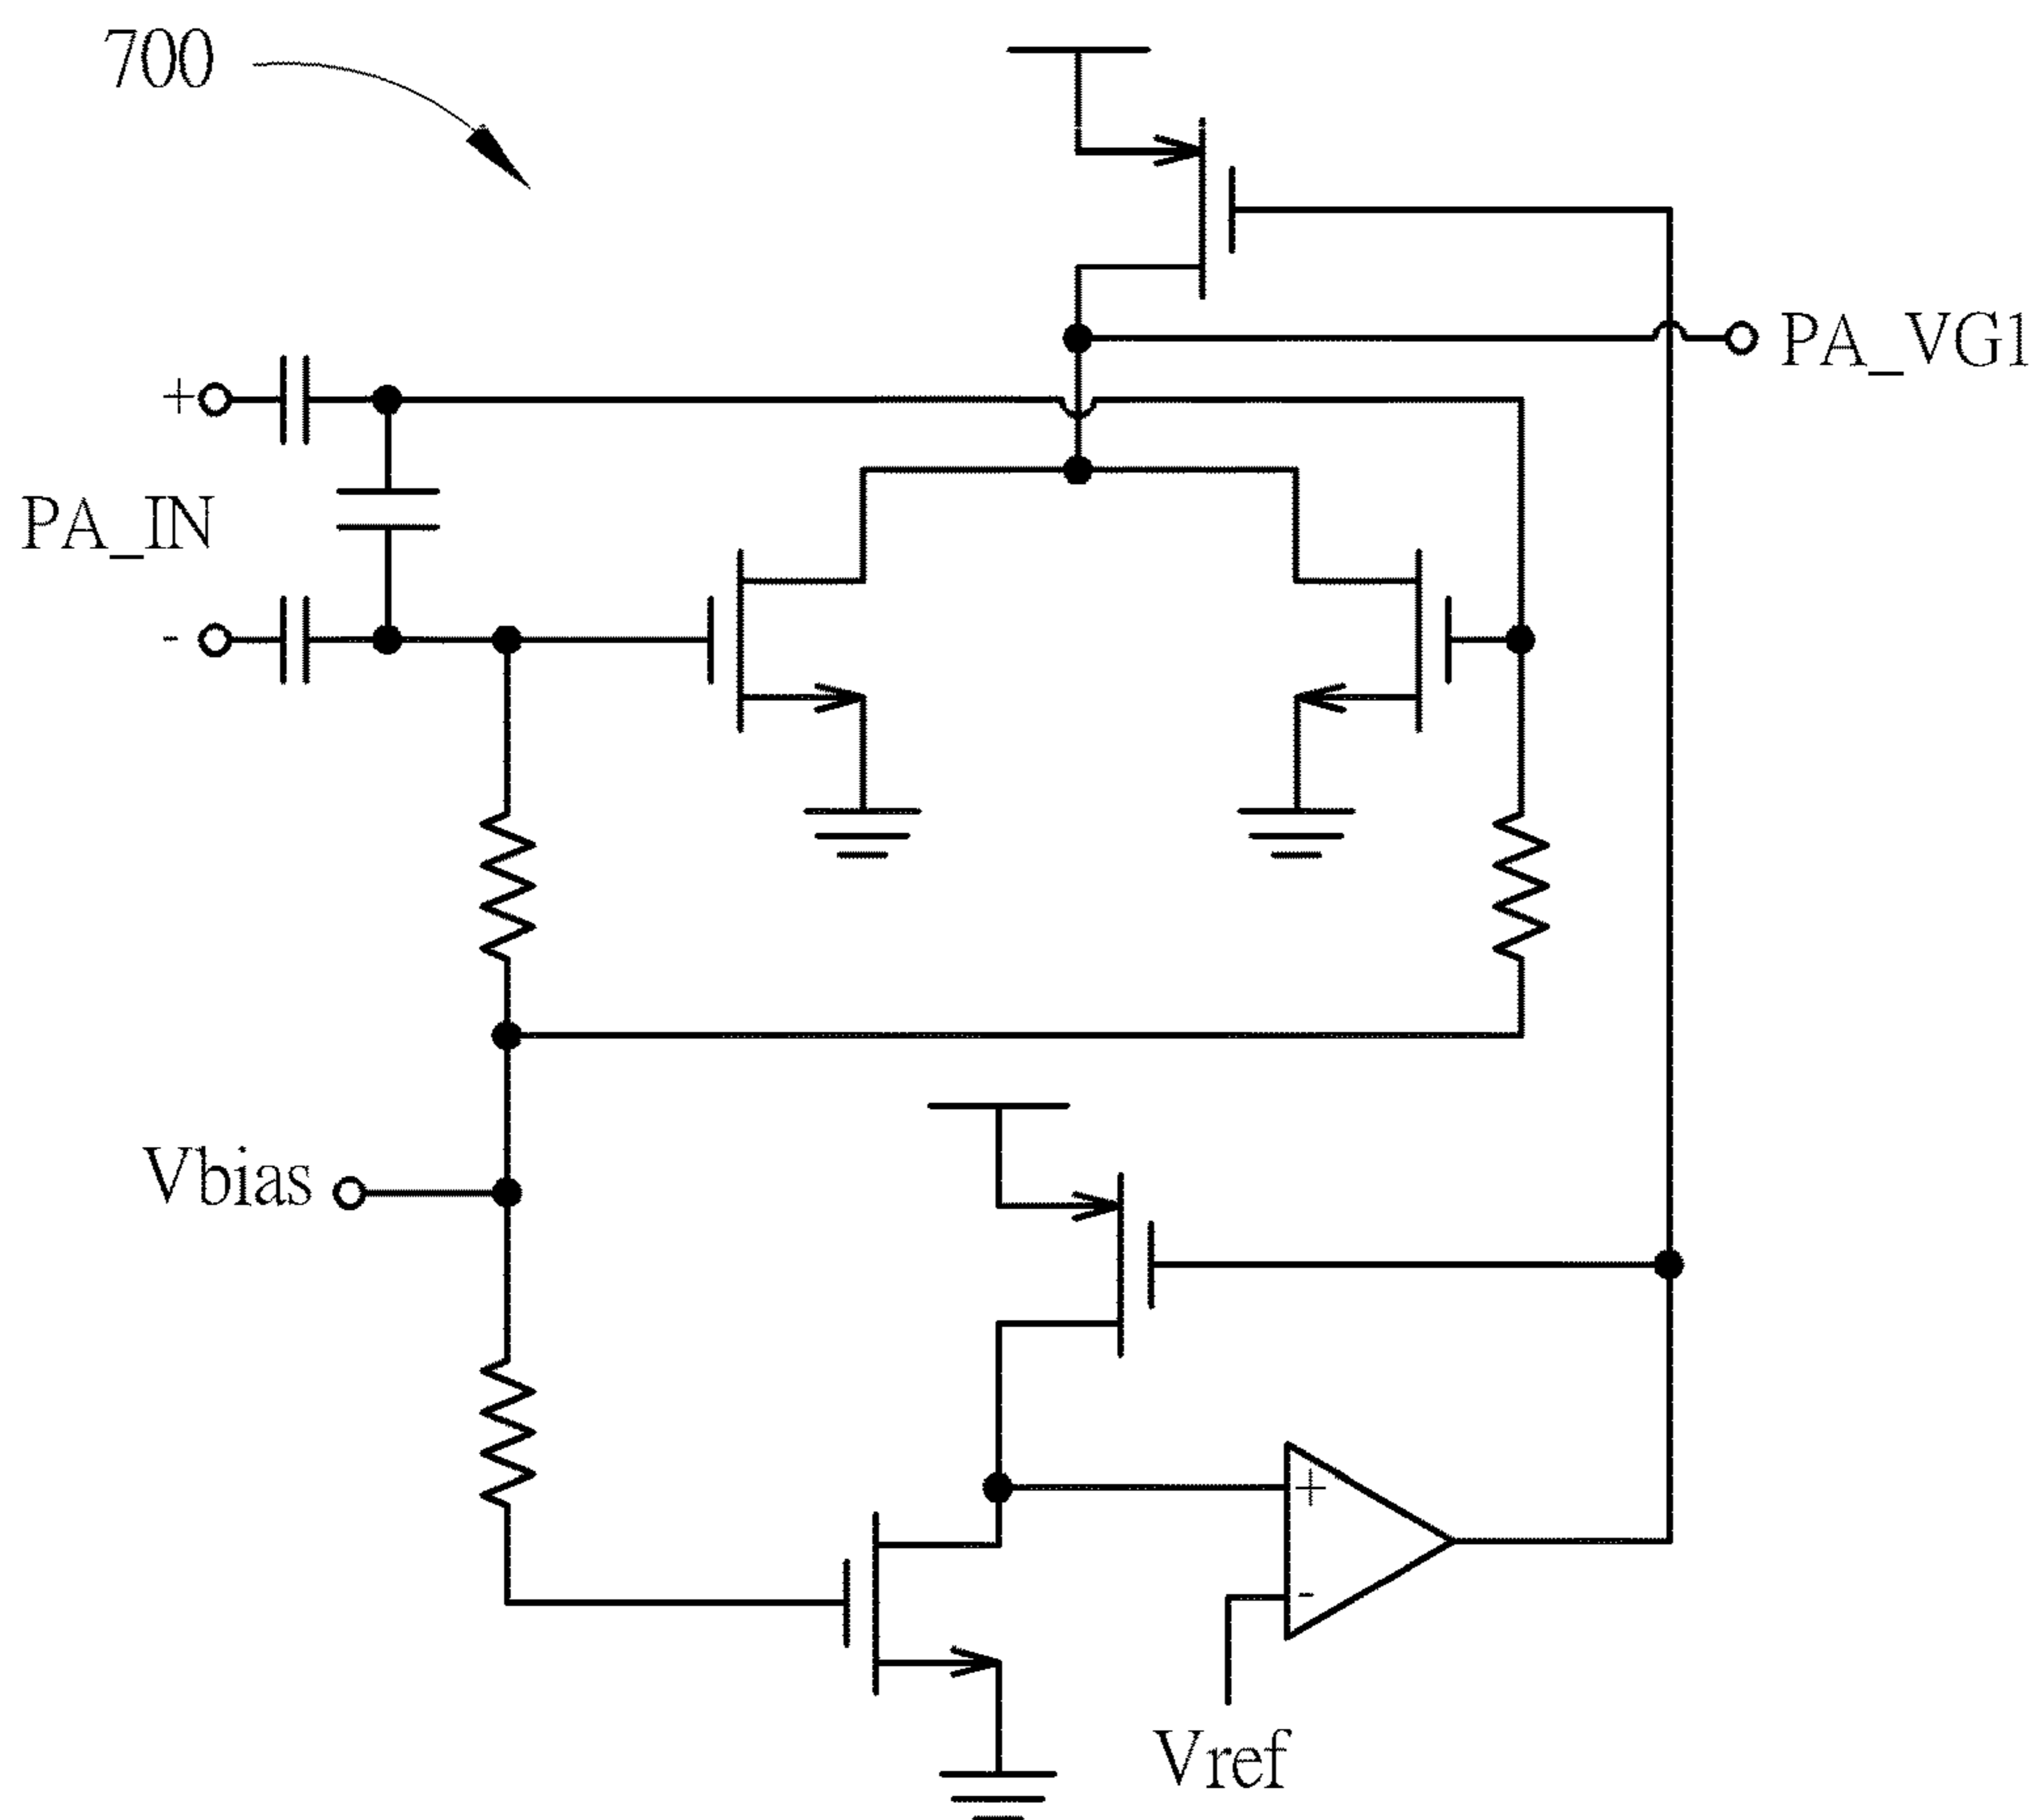 700
PA_VG1
+
PA_IN
-
Vbias
+
-
Vref